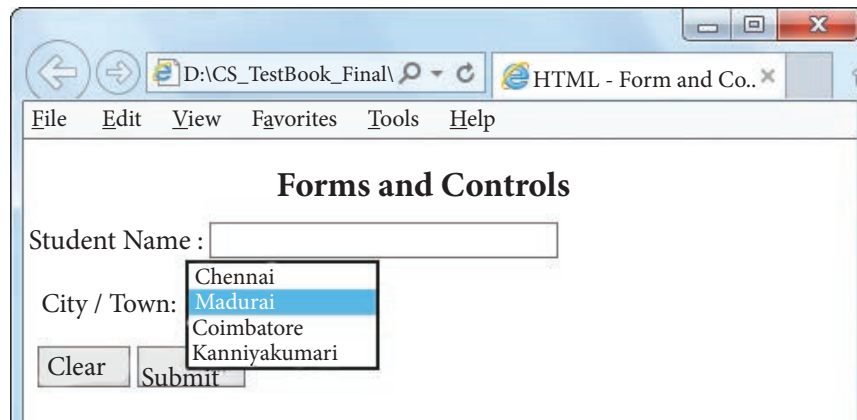 D:\CS_TestBook_Final\
HTML - Form and Co..
File Edit View Favorites Tools Help
Forms and Controls
Student Name :
City / Town:
Chennai
Madurai
Coimbatore
Kanniyakumari
Clear
Submit